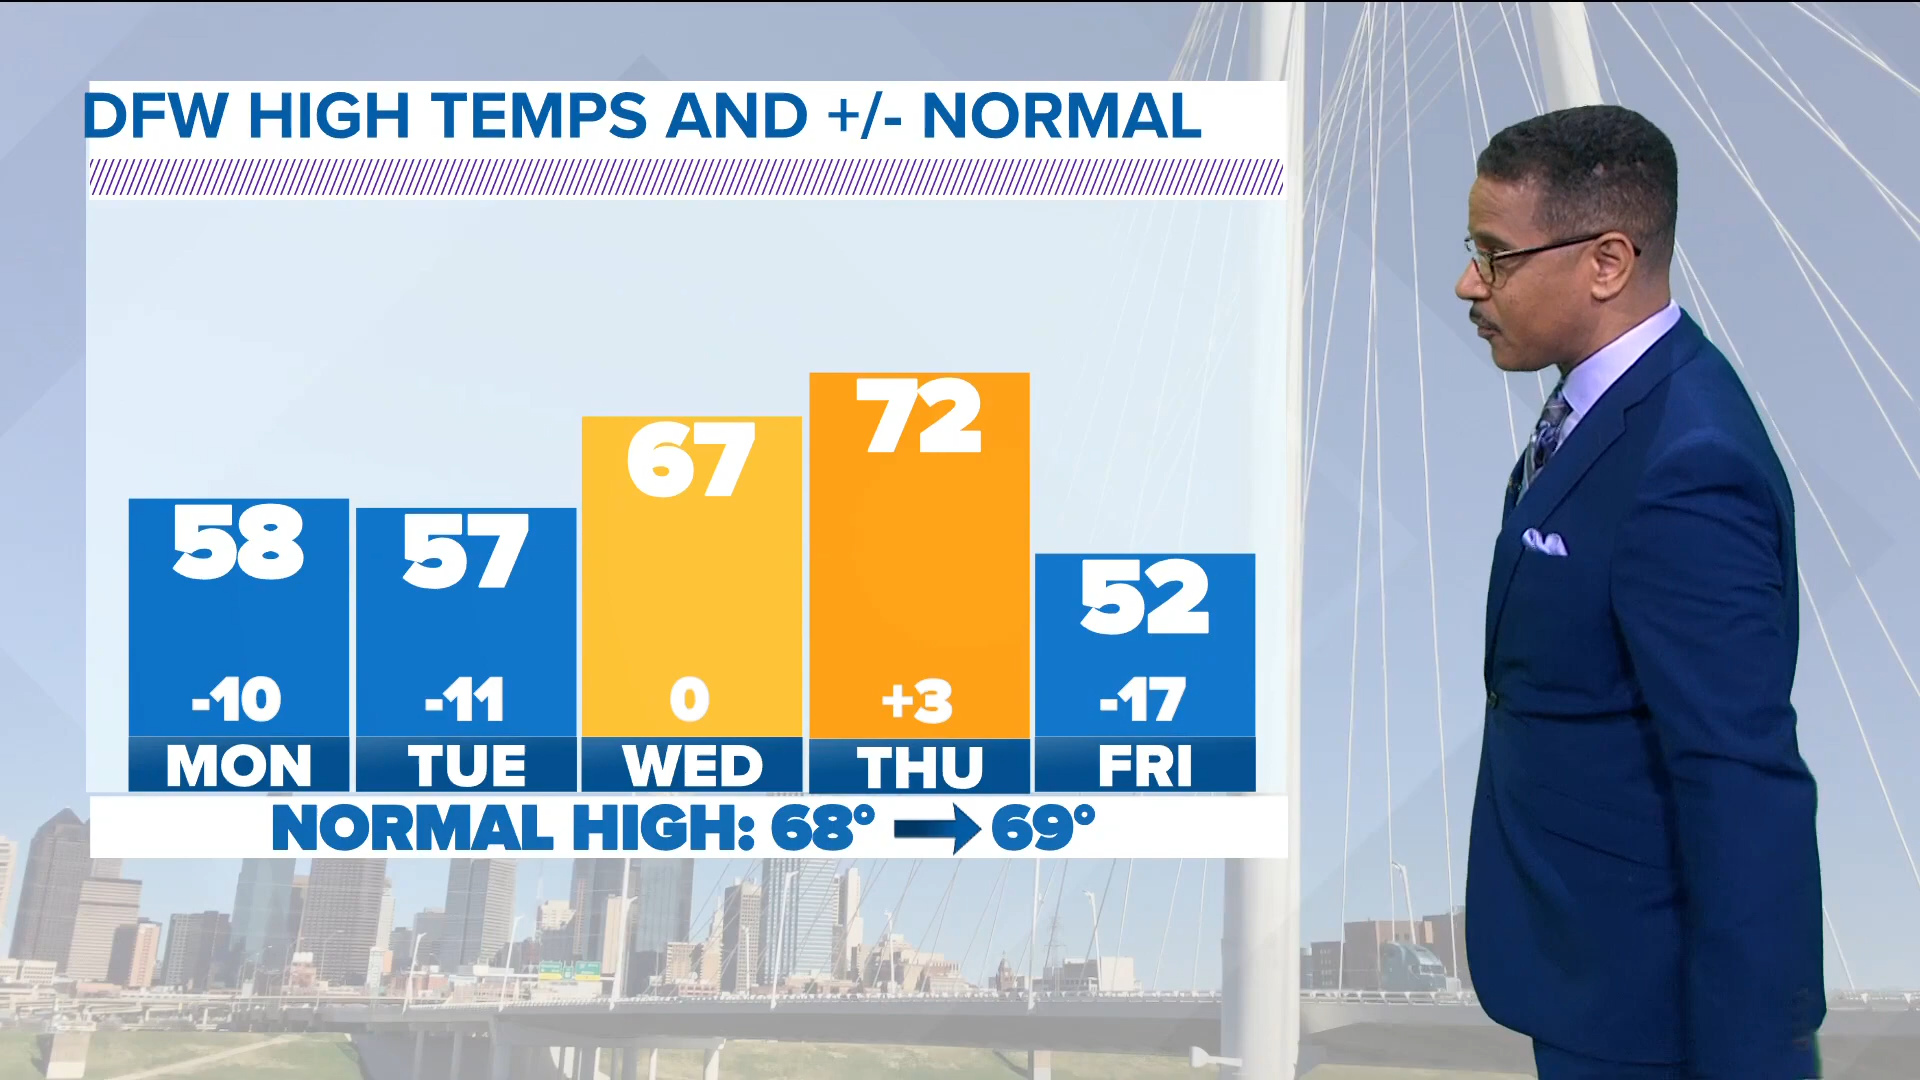 DFW HIGH TEMPS AND +/- NORMAL
58 57 67 72 52
-10 -11 0 +3 -17
MON TUE WED THU FRI
NORMAL HIGH: 68° 69°